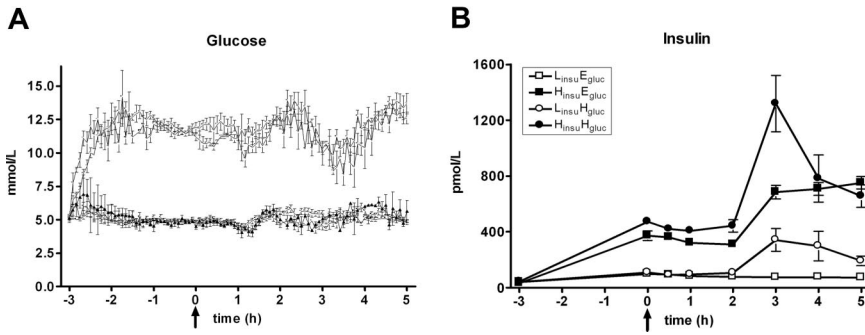 A
Glucose
mmol/L
15.0
12.5
10.0
7.5
5.0
2.5
0.0
-3 -2 -1 0 1 2 3 4 5
time (h)
B
Insulin
pmol/L
1600
1200
800
400
0
LinsuEgluc
HinsuEgluc
LinsuHgluc
HinsuHgluc
-3 -2 -1 0 1 2 3 4 5
time (h)